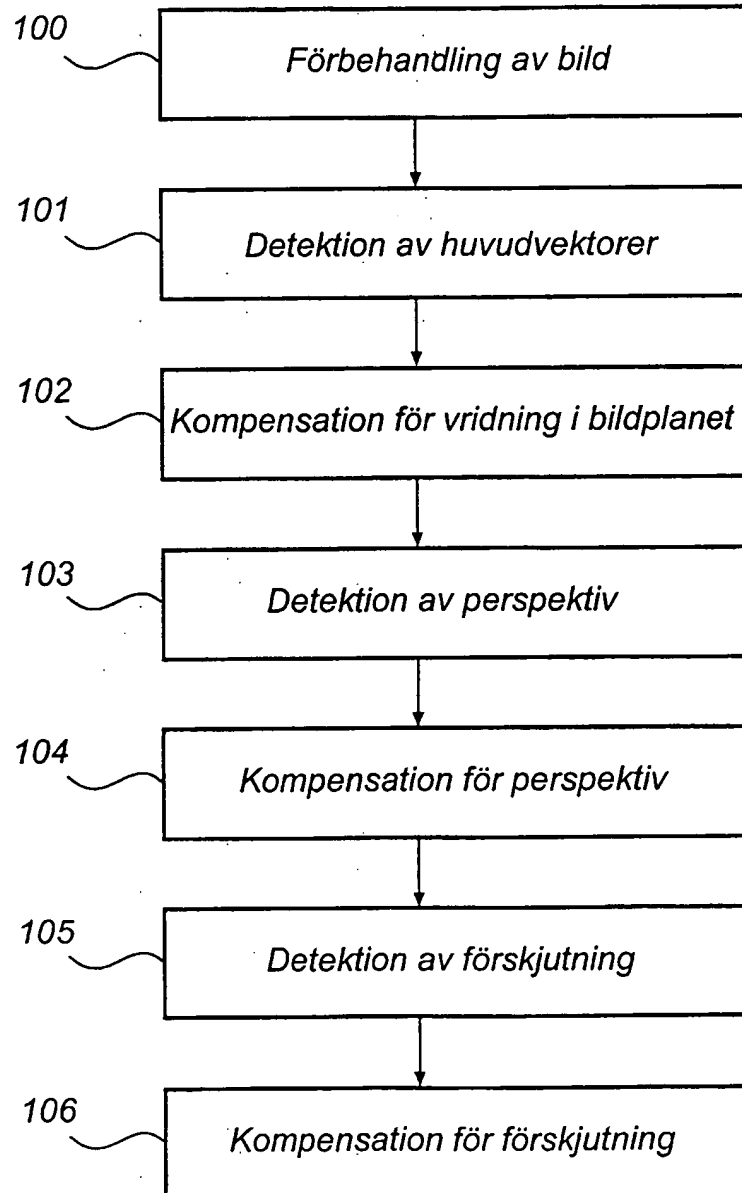 100
Förbehandling av bild
101
Detektion av huvudvektorer
102
Kompensation för vridning i bildplanet
103
Detektion av perspektiv
104
Kompensation för perspektiv
105
Detektion av förskjutning
106
Kompensation för förskjutning